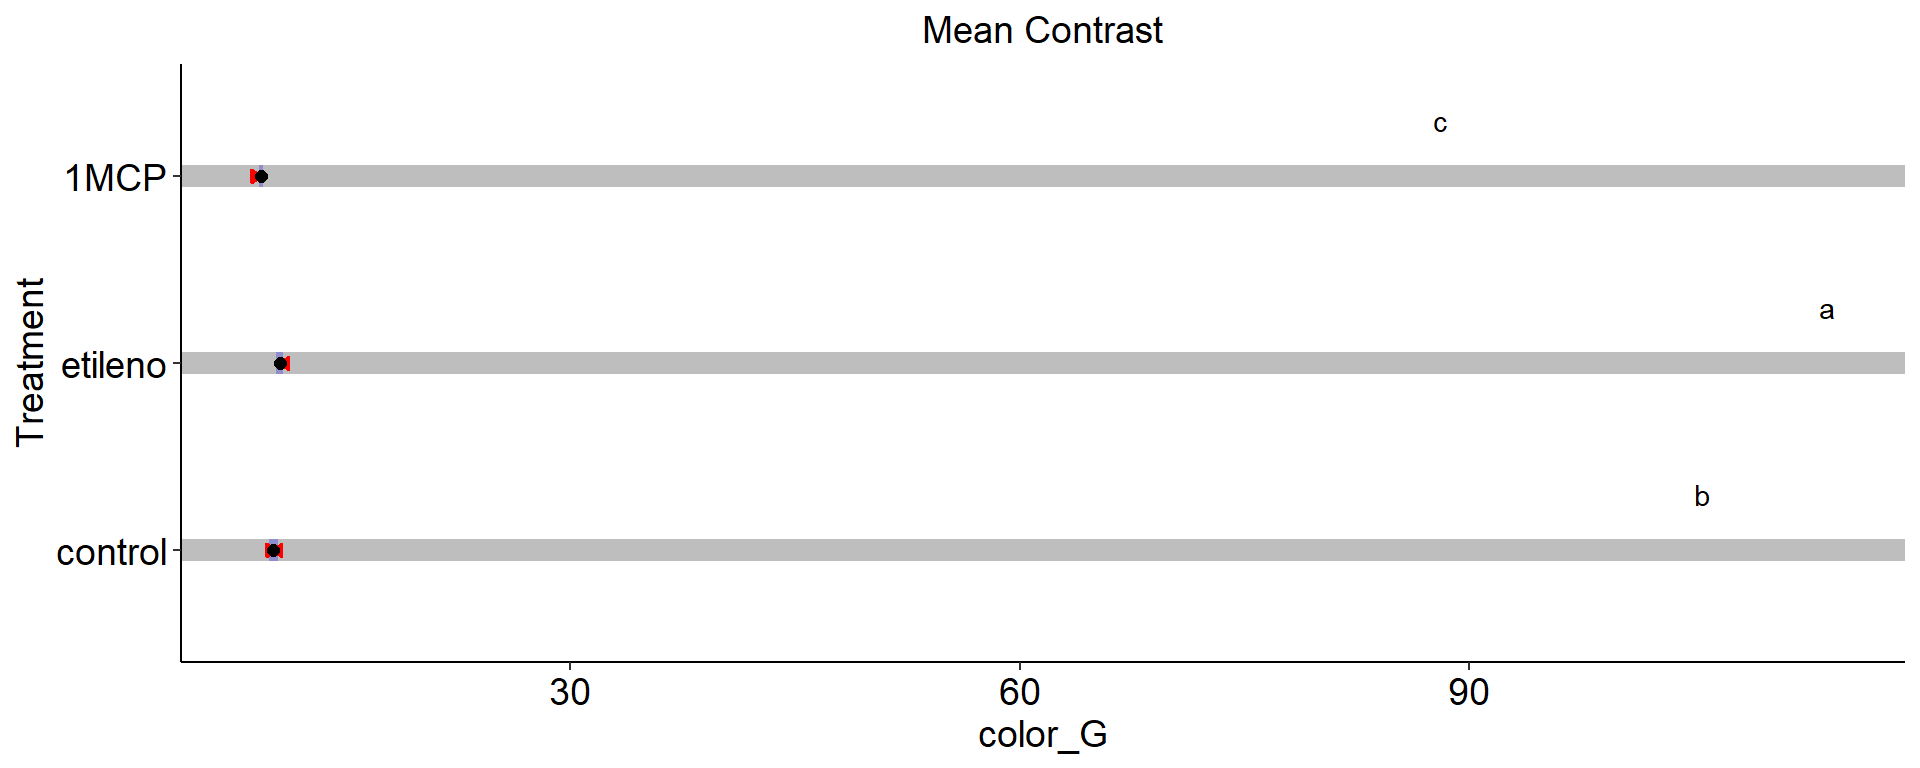 Mean Contrast
c
1MCP
a
etileno
b
control
Treatment
30 60 90
color_G